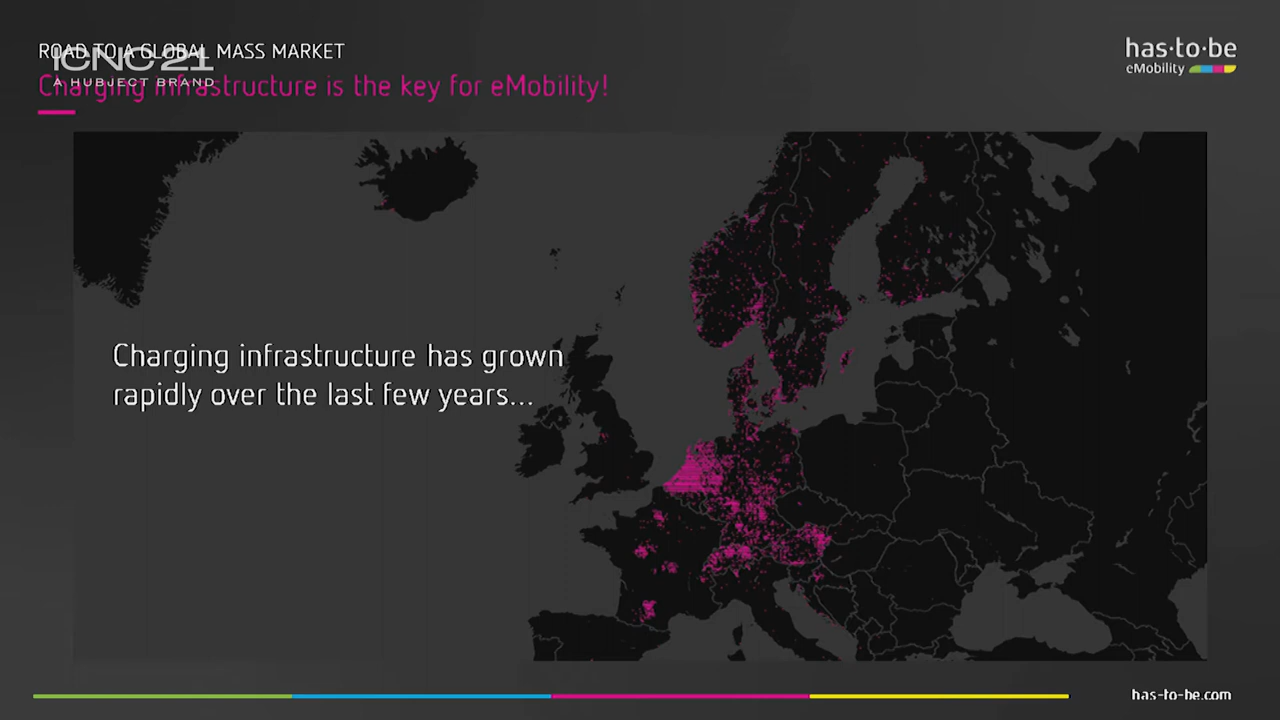 ROAD TO A GLOBAL MASS MARKET
ICNC21
A HUBJECT BRAND
Charging infrastructure is the key for eMobility!
has·to·be
eMobility
Charging infrastructure has grown
rapidly over the last few years...
has-to-be.com